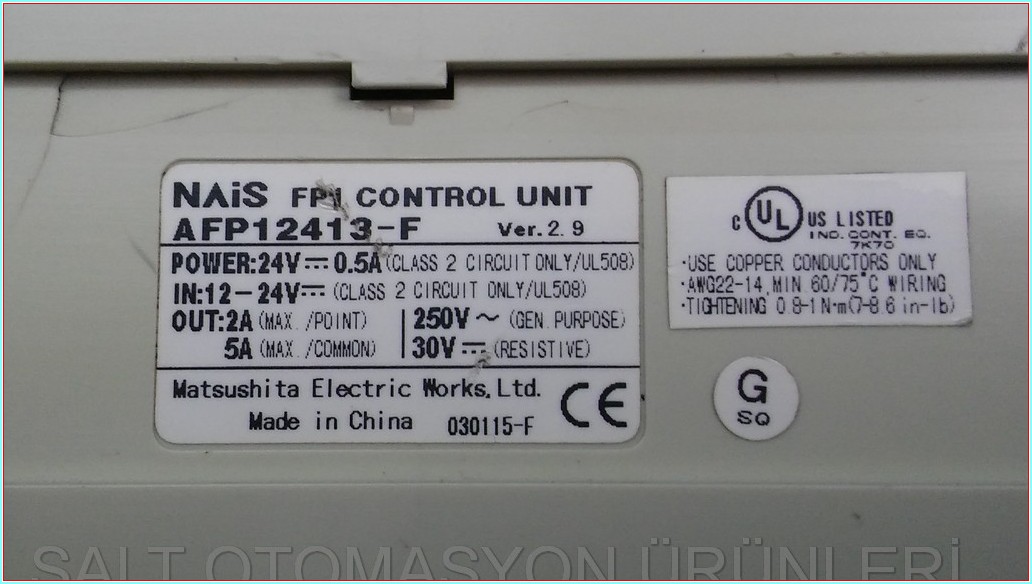 NAiS FP1 CONTROL UNIT
AFP12413-F Ver.2.9
POWER:24V⎓0.5A(CLASS 2 CIRCUIT ONLY/UL508)
IN:12-24V⎓(CLASS 2 CIRCUIT ONLY/UL508)
OUT:2A(MAX./POINT) 250V~(GEN.PURPOSE)
5A(MAX./COMMON) 30V⎓(RESISTIVE)
Matsushita Electric Works,Ltd.
Made in China 030115-F CE
c UL US LISTED
IND. CONT. EQ.
7K70
·USE COPPER CONDUCTORS ONLY
·AWG22-14,MIN 60/75°C WIRING
·TIGHTENING 0.8-1N·m(7-8.6 in-lb)
G
SQ
SALT OTOMASYON ÜRÜNLERİ